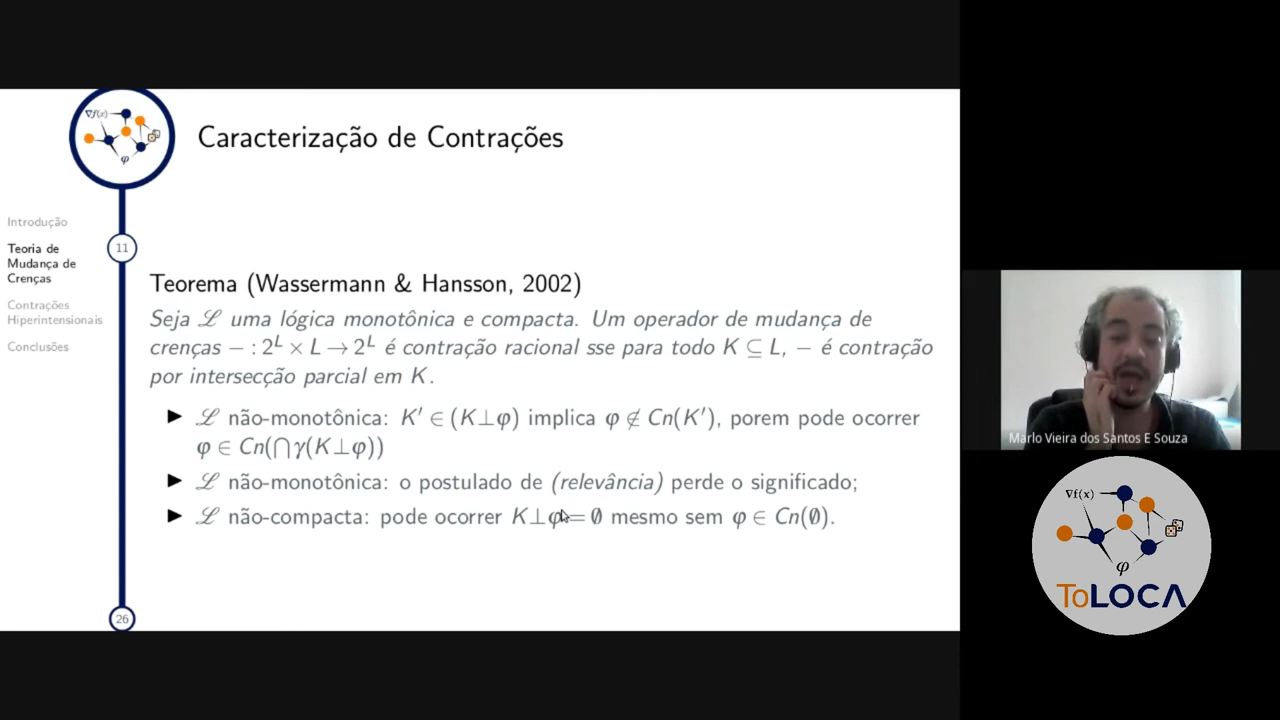 ∇f(x)
φ
Caracterização de Contrações
Introdução
Teoria de
Mudança de
Crenças
Contrações
Hiperintensionais
Conclusões
11
26
Teorema (Wassermann & Hansson, 2002)
Seja ℒ uma lógica monotônica e compacta. Um operador de mudança de
crenças − : 2^L × L → 2^L é contração racional sse para todo K ⊆ L, − é contração
por intersecção parcial em K.
▶ ℒ não-monotônica: K′ ∈ (K⊥φ) implica φ ∉ Cn(K′), porem pode ocorrer
φ ∈ Cn(⋂γ(K⊥φ))
▶ ℒ não-monotônica: o postulado de (relevância) perde o significado;
▶ ℒ não-compacta: pode ocorrer K⊥φ = ∅ mesmo sem φ ∈ Cn(∅).
Marlo Vieira dos Santos E Souza
∇f(x)
φ
ToLOCA